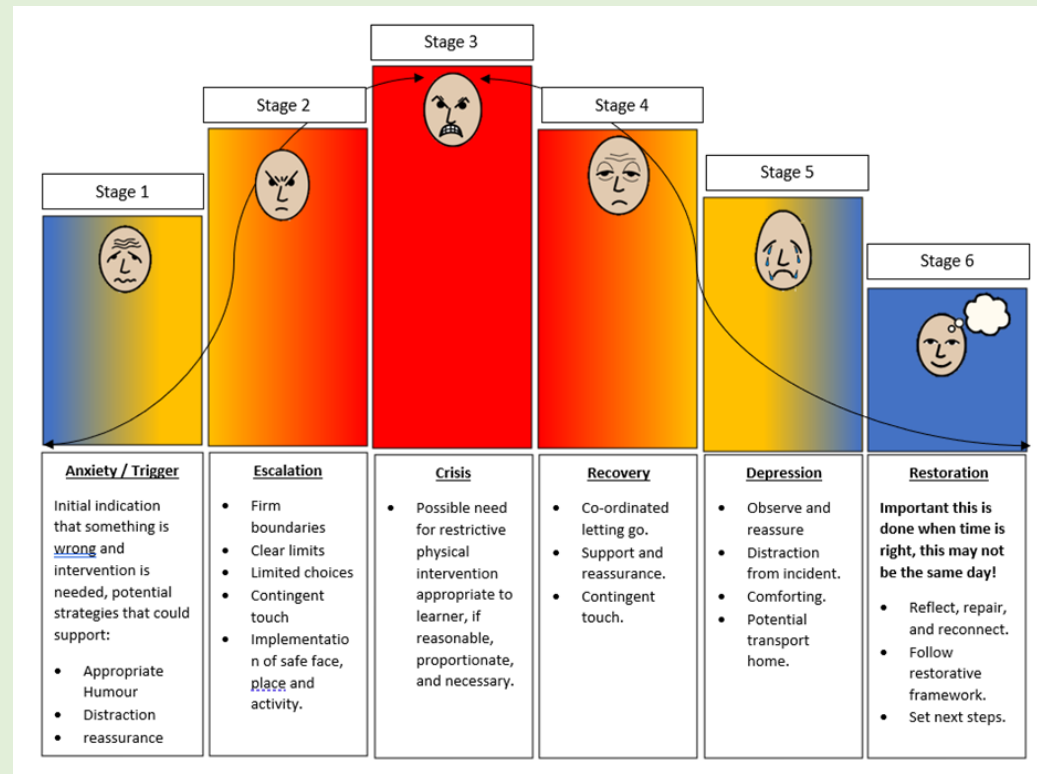 Stage 1
Stage 2
Stage 3
Stage 4
Stage 5
Stage 6
Anxiety / Trigger
Initial indication
that something is
wrong and
intervention is
needed, potential
strategies that could
support:
• Appropriate
Humour
• Distraction
• reassurance
Escalation
• Firm
boundaries
• Clear limits
• Limited choices
• Contingent
touch
• Implementatio
n of safe face,
place and
activity.
Crisis
• Possible need
for restrictive
physical
intervention
appropriate to
learner, if
reasonable,
proportionate,
and necessary.
Recovery
• Co-ordinated
letting go.
• Support and
reassurance.
• Contingent
touch.
Depression
• Observe and
reassure
• Distraction
from incident.
• Comforting.
• Potential
transport
home.
Restoration
Important this is
done when time is
right, this may not
be the same day!
• Reflect, repair,
and reconnect.
• Follow
restorative
framework.
• Set next steps.